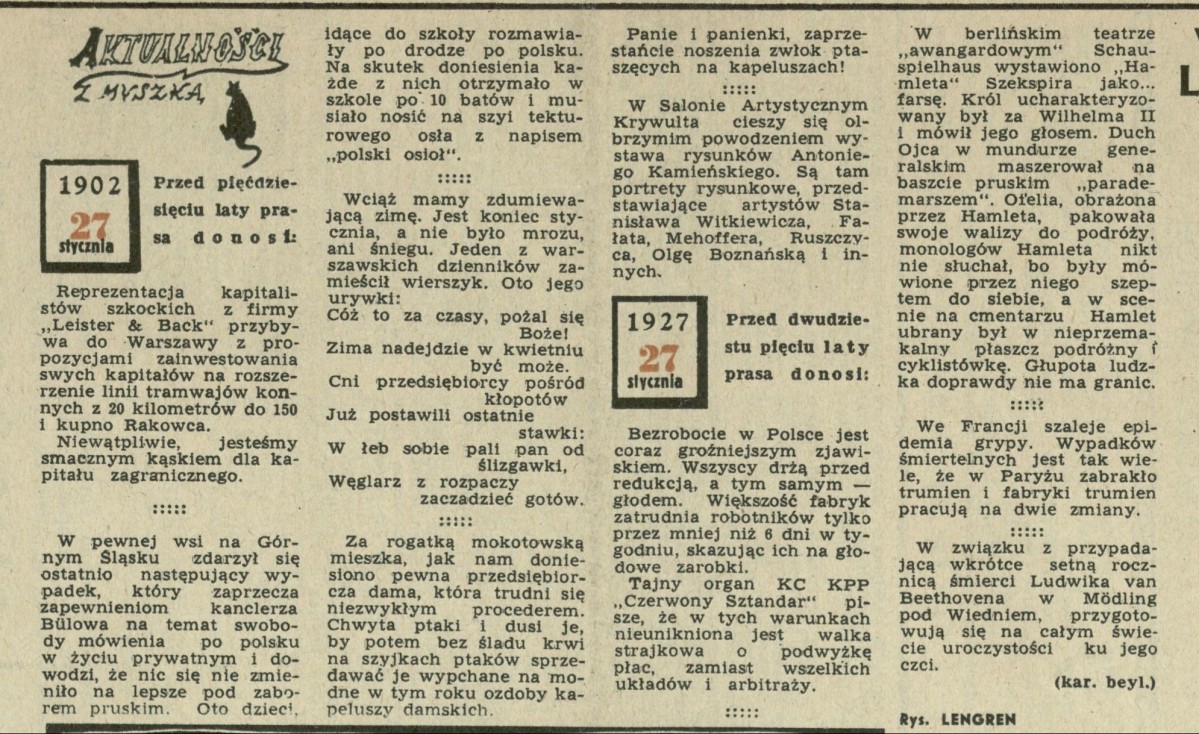 AKTUALNOŚCI
Z MYSZKĄ
1902
27
stycznia
Przed pięćdzie-
sięciu laty pra-
sa donosi:
Reprezentacja kapitali-
stów szkockich z firmy
„Leister & Back" przyby-
wa do Warszawy z pro-
pozycjami zainwestowania
swych kapitałów na rozsze-
rzenie linii tramwajów kon-
nych z 20 kilometrów do 150
i kupno Rakowca.
Niewątpliwie, jesteśmy
smacznym kąskiem dla ka-
pitału zagranicznego.
:::::
W pewnej wsi na Gór-
nym Śląsku zdarzył się
ostatnio następujący wy-
padek, który zaprzecza
zapewnieniom kanclerza
Bülowa na temat swobo-
dy mówienia po polsku
w życiu prywatnym i do-
wodzi, że nic się nie zmie-
niło na lepsze pod zabo-
rem pruskim. Oto dzieci,
idące do szkoły rozmawia-
ły po drodze po polsku.
Na skutek doniesienia ka-
żde z nich otrzymało w
szkole po 10 batów i mu-
siało nosić na szyi tektu-
rowego osła z napisem
„polski osioł".
:::::
Wciąż mamy zdumiewa-
jącą zimę. Jest koniec sty-
cznia, a nie było mrozu,
ani śniegu. Jeden z war-
szawskich dzienników za-
mieścił wierszyk. Oto jego
urywki:
Cóż to za czasy, pożal się
Boże!
Zima nadejdzie w kwietniu
być może.
Cni przedsiębiorcy pośród
kłopotów
Już postawili ostatnie
stawki:
W łeb sobie pali pan od
ślizgawki,
Węglarz z rozpaczy
zaczadzieć gotów.
:::::
Za rogatką mokotowską
mieszka, jak nam donie-
siono pewna przedsiębior-
cza dama, która trudni się
niezwykłym procederem.
Chwyta ptaki i dusi je,
by potem bez śladu krwi
na szyjkach ptaków sprze-
dawać je wypchane na mo-
dne w tym roku ozdoby ka-
peluszy damskich.
Panie i panienki, zaprze-
stańcie noszenia zwłok pta-
szęcych na kapeluszach!
:::::
W Salonie Artystycznym
Krywulta cieszy się ol-
brzymim powodzeniem wy-
stawa rysunków Antonie-
go Kamieńskiego. Są tam
portrety rysunkowe, przed-
stawiające artystów Sta-
nisława Witkiewicza, Fa-
łata, Mehoffera, Ruszczy-
ca, Olgę Boznańską i in-
nych.
1927
27
stycznia
Przed dwudzie-
stu pięciu laty
prasa donosi:
Bezrobocie w Polsce jest
coraz groźniejszym zjawi-
skiem. Wszyscy drżą przed
redukcją, a tym samym —
głodem. Większość fabryk
zatrudnia robotników tylko
przez mniej niż 6 dni w ty-
godniu, skazując ich na gło-
dowe zarobki.
Tajny organ KC KPP
„Czerwony Sztandar" pi-
sze, że w tych warunkach
nieunikniona jest walka
strajkowa o podwyżkę
płac, zamiast wszelkich
układów i arbitraży.
:::::
W berlińskim teatrze
„awangardowym" Schau-
spielhaus wystawiono „Ha-
mleta" Szekspira jako...
farsę. Król ucharakteryzo-
wany był za Wilhelma II
i mówił jego głosem. Duch
Ojca w mundurze gene-
ralskim maszerował na
baszcie pruskim „parade-
marszem". Ofelia, obrażona
przez Hamleta, pakowała
swoje walizy do podróży,
monologów Hamleta nikt
nie słuchał, bo były mó-
wione przez niego szep-
tem do siebie, a w sce-
nie na cmentarzu Hamlet
ubrany był w nieprzema-
kalny płaszcz podróżny i
cyklistówkę. Głupota ludz-
ka doprawdy nie ma granic.
:::::
We Francji szaleje epi-
demia grypy. Wypadków
śmiertelnych jest tak wie-
le, że w Paryżu zabrakło
trumien i fabryki trumien
pracują na dwie zmiany.
:::::
W związku z przypada-
jącą wkrótce setną rocz-
nicą śmierci Ludwika van
Beethovena w Mödling
pod Wiedniem, przygoto-
wują się na całym świe-
cie uroczystości ku jego
czci.
(kar. beyl.)
Rys. LENGREN